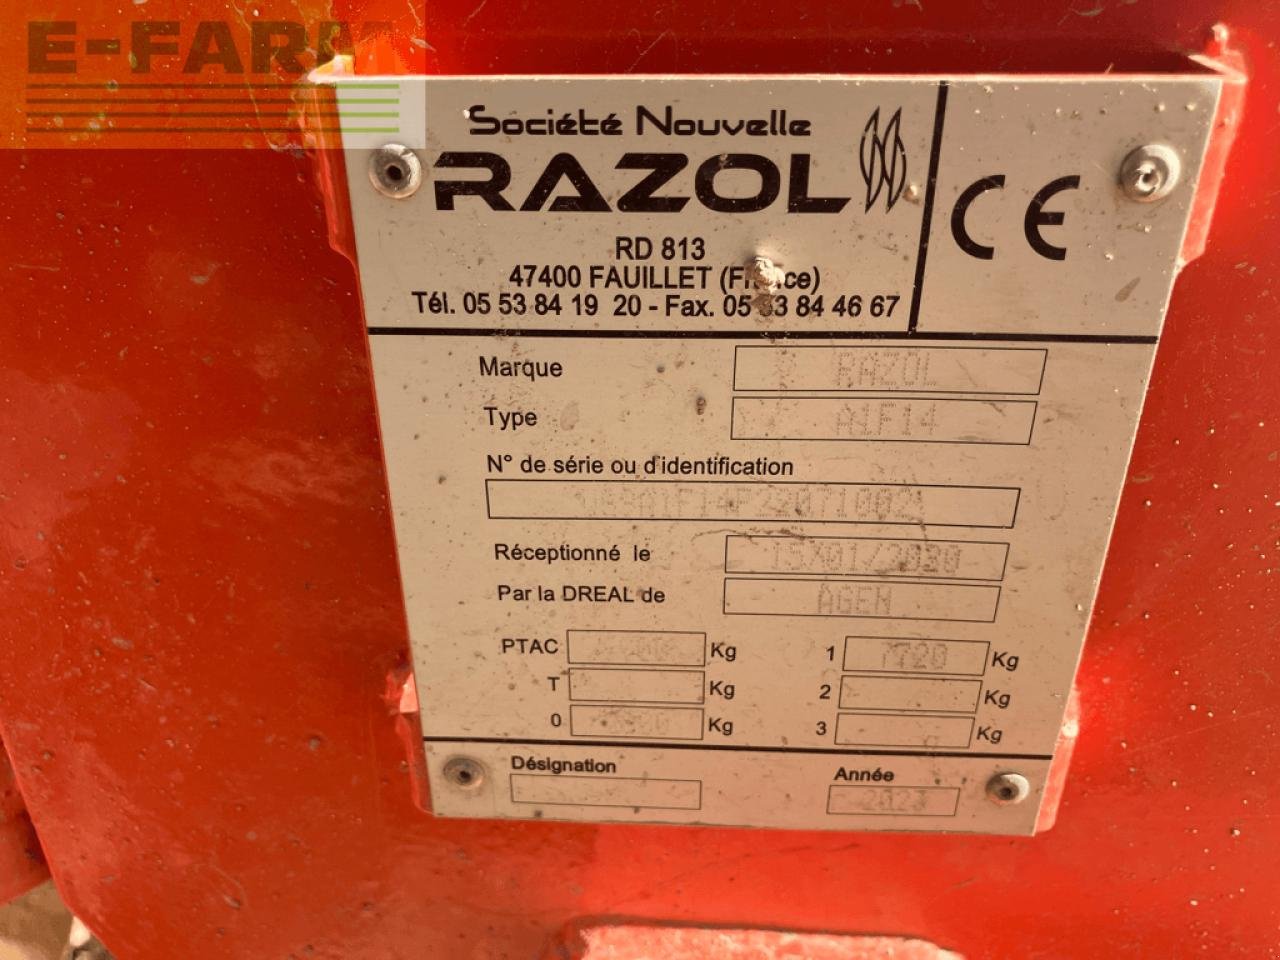 E-FARM
Société Nouvelle
RAZOL
CE
RD 813
47400 FAUILLET (France)
Tél. 05 53 84 19 20 - Fax. 05 53 84 46 67
Marque RAZOL
Type A1F14
N° de série ou d'identification
Réceptionné le
Par la DREAL de AGEN
PTAC Kg 1 7720 Kg
T Kg 2 Kg
0 Kg 3 Kg
Désignation Année
2023